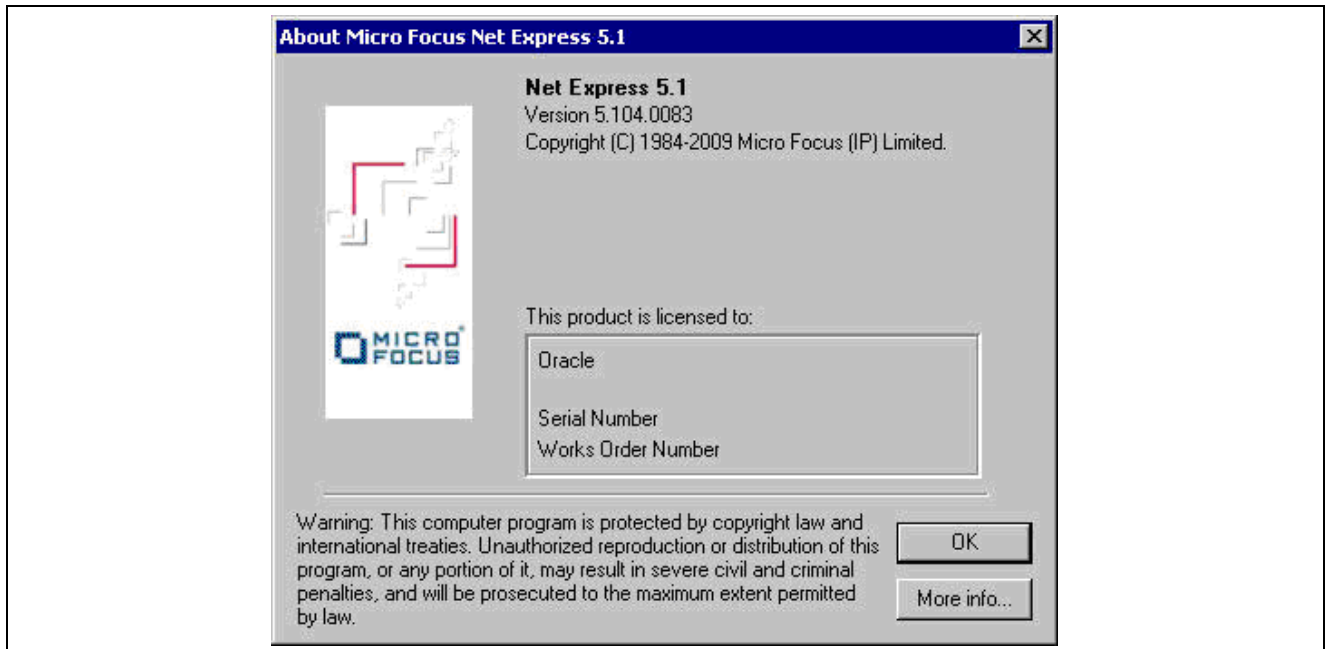 About Micro Focus Net Express 5.1
Net Express 5.1
Version 5.104.0083
Copyright (C) 1984-2009 Micro Focus (IP) Limited.
MICRO
FOCUS
This product is licensed to:
Oracle
Serial Number
Works Order Number
Warning: This computer program is protected by copyright law and
international treaties. Unauthorized reproduction or distribution of this
program, or any portion of it, may result in severe civil and criminal
penalties, and will be prosecuted to the maximum extent permitted
by law.
OK
More info...